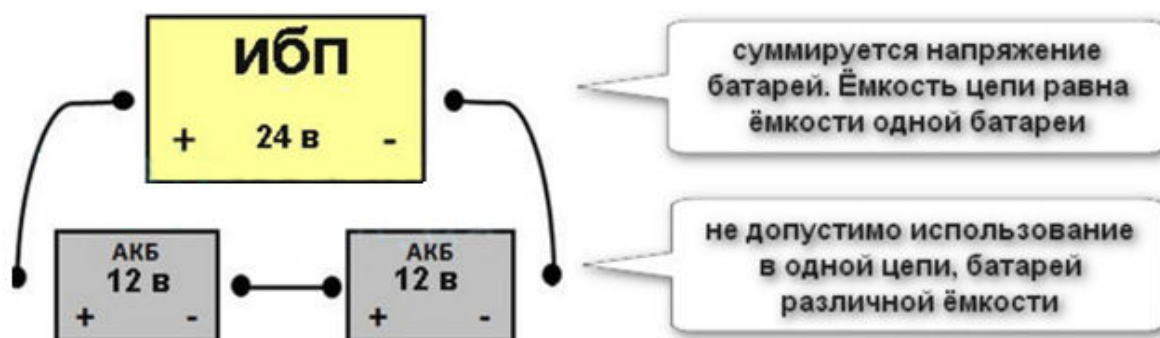 ибп
+ 24 в -
суммируется напряжение
батарей. Ёмкость цепи равна
ёмкости одной батареи
АКБ
12 в
+ -
АКБ
12 в
+ -
не допустимо использование
в одной цепи, батарей
различной ёмкости